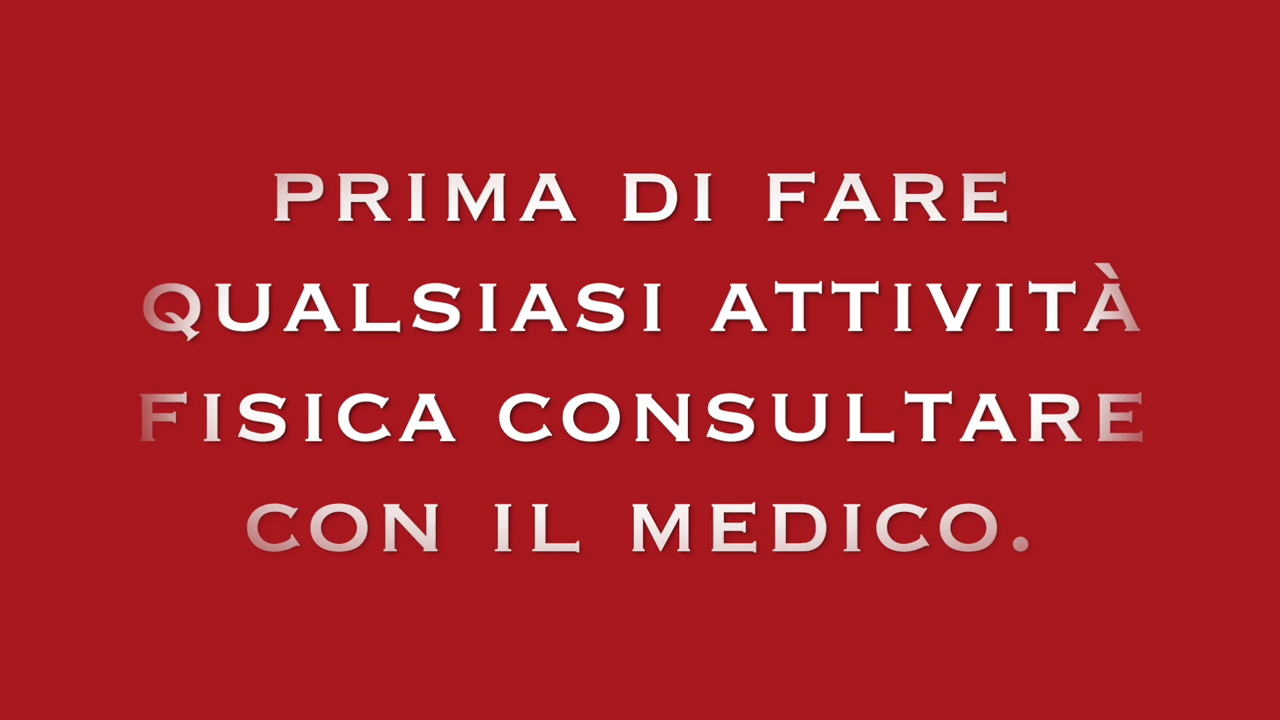 PRIMA DI FARE
QUALSIASI ATTIVITÀ
FISICA CONSULTARE
CON IL MEDICO.